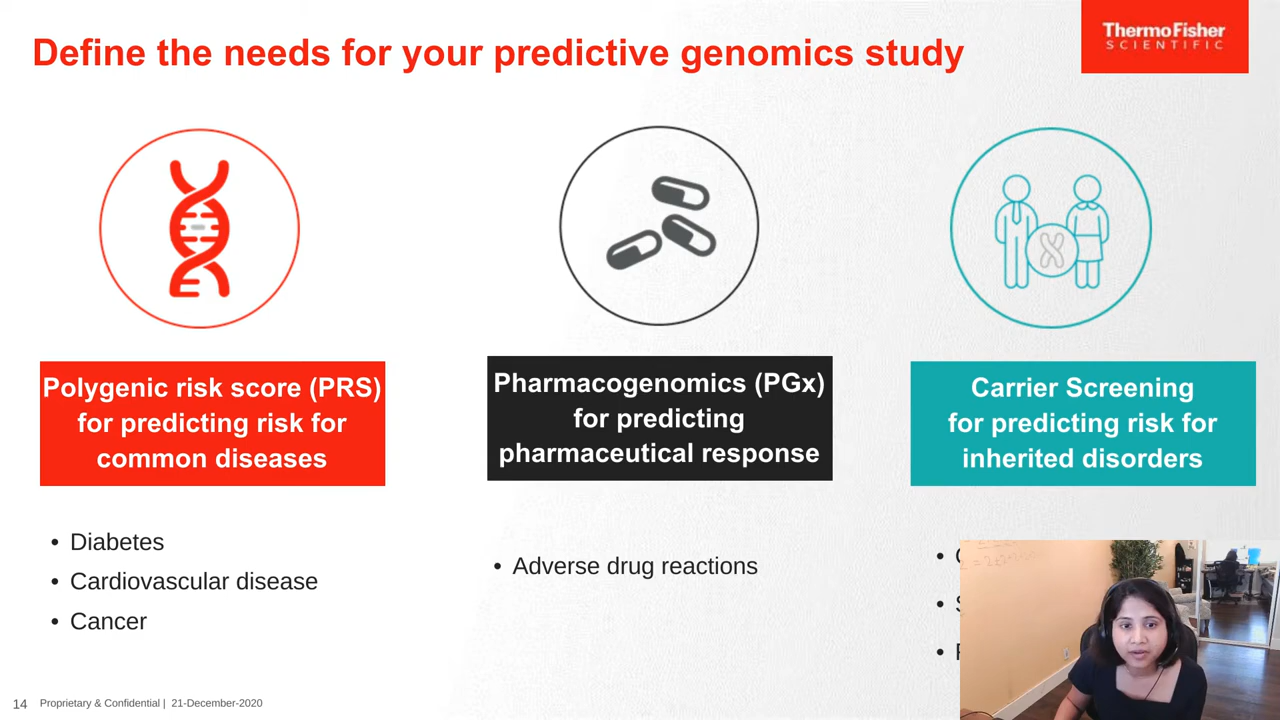 Define the needs for your predictive genomics study
ThermoFisher
SCIENTIFIC
Polygenic risk score (PRS)
for predicting risk for
common diseases
Pharmacogenomics (PGx)
for predicting
pharmaceutical response
Carrier Screening
for predicting risk for
inherited disorders
• Diabetes
• Cardiovascular disease
• Cancer
• Adverse drug reactions
14 Proprietary & Confidential | 21-December-2020